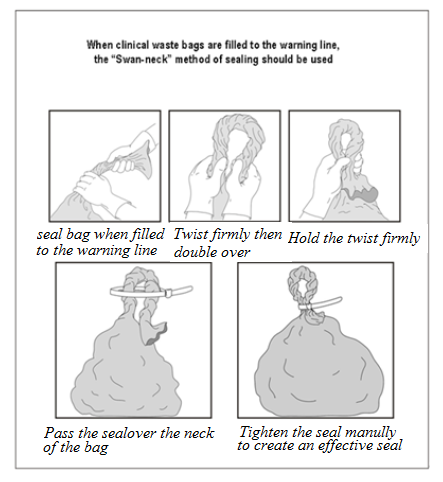 When clinical waste bags are filled to the warning line,
the “Swan-neck” method of sealing should be used
seal bag when filled
to the warning line
Twist firmly then
double over
Hold the twist firmly
Pass the sealover the neck
of the bag
Tighten the seal manully
to create an effective seal